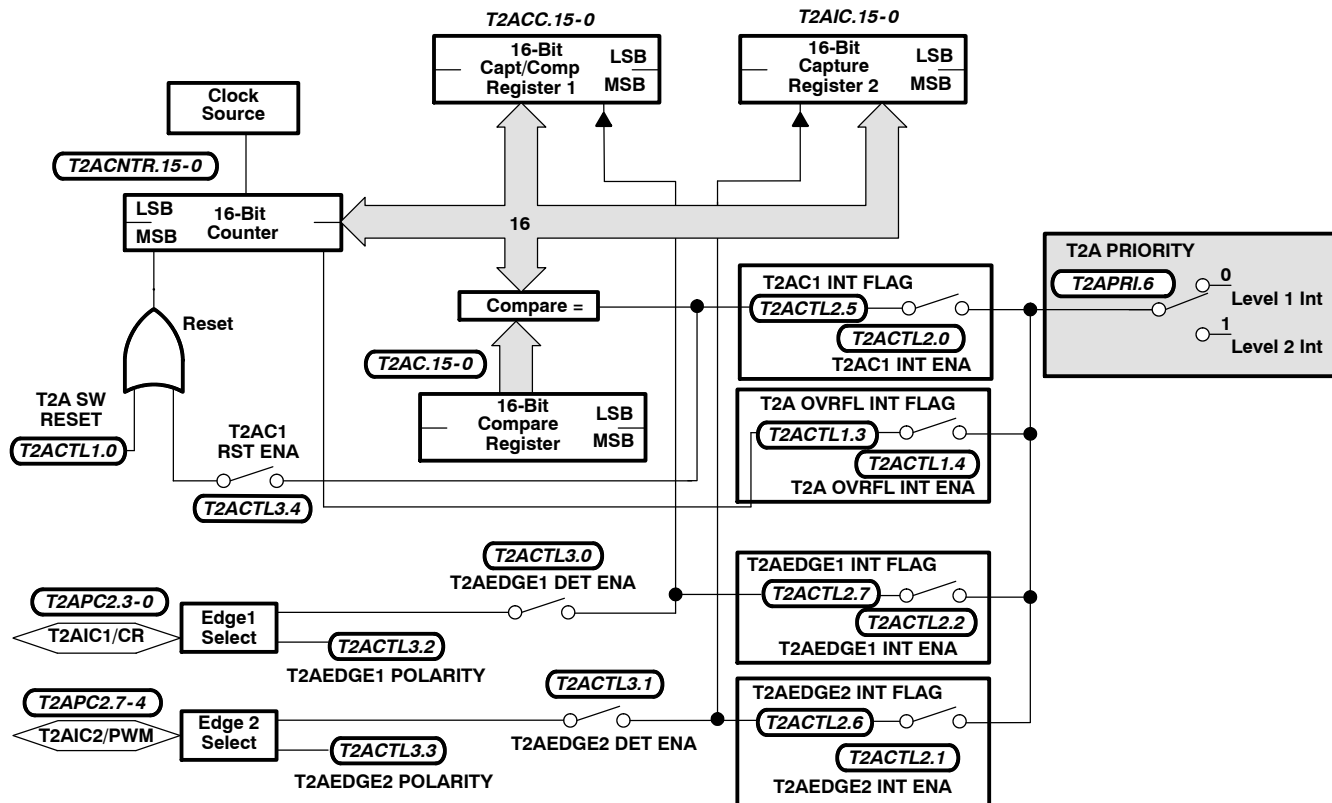 T2ACC.15-0
T2AIC.15-0
16-Bit
Capt/Comp
Register 1
LSB
MSB
16-Bit
Capture
Register 2
LSB
MSB
Clock
Source
T2ACNTR.15-0
LSB
MSB
16-Bit
Counter
16
T2A PRIORITY
T2APRI.6
0
Level 1 Int
1
Level 2 Int
T2AC1 INT FLAG
T2ACTL2.5
T2ACTL2.0
T2AC1 INT ENA
Compare =
Reset
T2AC.15-0
16-Bit
Compare
Register
LSB
MSB
T2A SW
RESET
T2ACTL1.0
T2AC1
RST ENA
T2ACTL3.4
T2A OVRFL INT FLAG
T2ACTL1.3
T2ACTL1.4
T2A OVRFL INT ENA
T2ACTL3.0
T2AEDGE1 DET ENA
T2APC2.3-0
T2AIC1/CR
Edge1
Select
T2ACTL3.2
T2AEDGE1 POLARITY
T2AEDGE1 INT FLAG
T2ACTL2.7
T2ACTL2.2
T2AEDGE1 INT ENA
T2APC2.7-4
T2AIC2/PWM
Edge 2
Select
T2ACTL3.3
T2AEDGE2 POLARITY
T2ACTL3.1
T2AEDGE2 DET ENA
T2AEDGE2 INT FLAG
T2ACTL2.6
T2ACTL2.1
T2AEDGE2 INT ENA